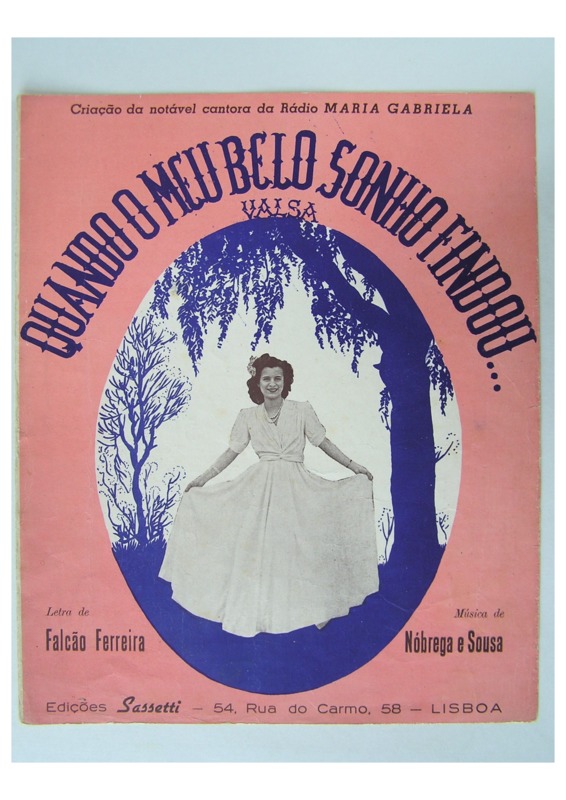 Criação da notável cantora da Rádio MARIA GABRIELA
QUANDO O MEU BELO SONHO FINDOU...
VALSA
Letra de
Falcão Ferreira
Música de
Nóbrega e Sousa
Edições Sassetti — 54, Rua do Carmo, 58 — LISBOA